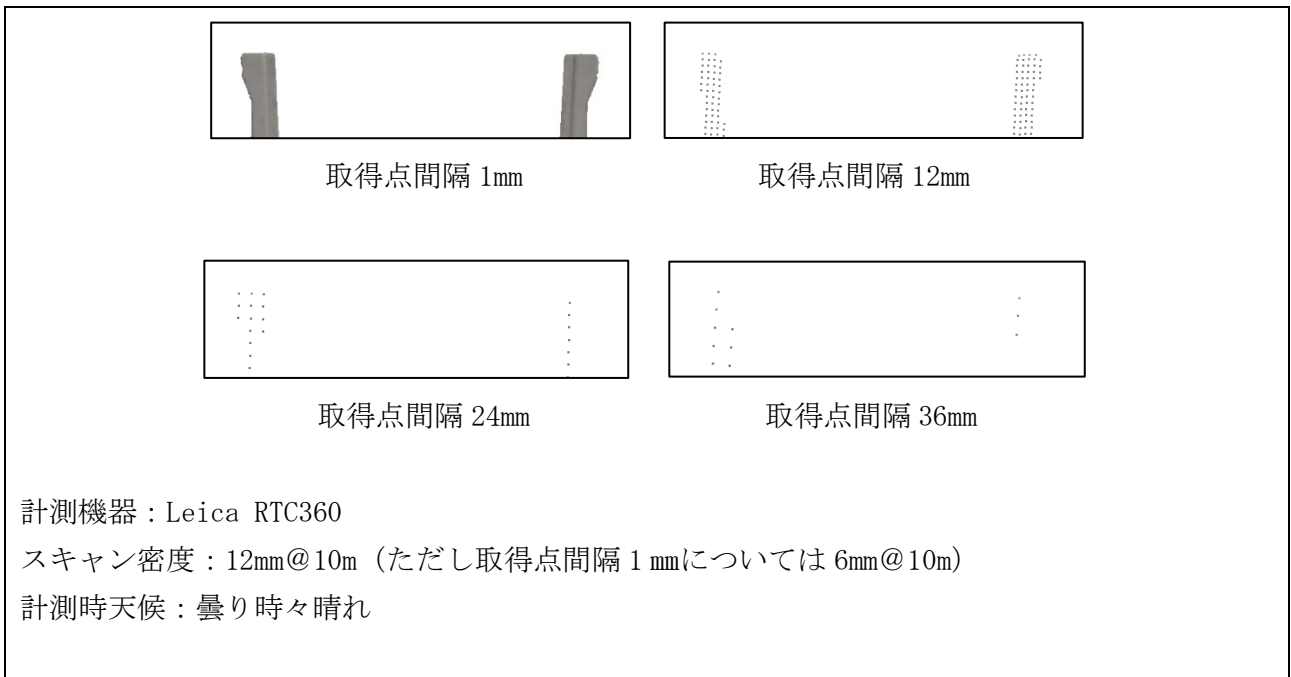 取得点間隔 1㎜
取得点間隔 12㎜
取得点間隔 24㎜
取得点間隔 36㎜
計測機器：Leica RTC360
スキャン密度：12mm＠10m（ただし取得点間隔１㎜については 6mm＠10m）
計測時天候：曇り時々晴れ